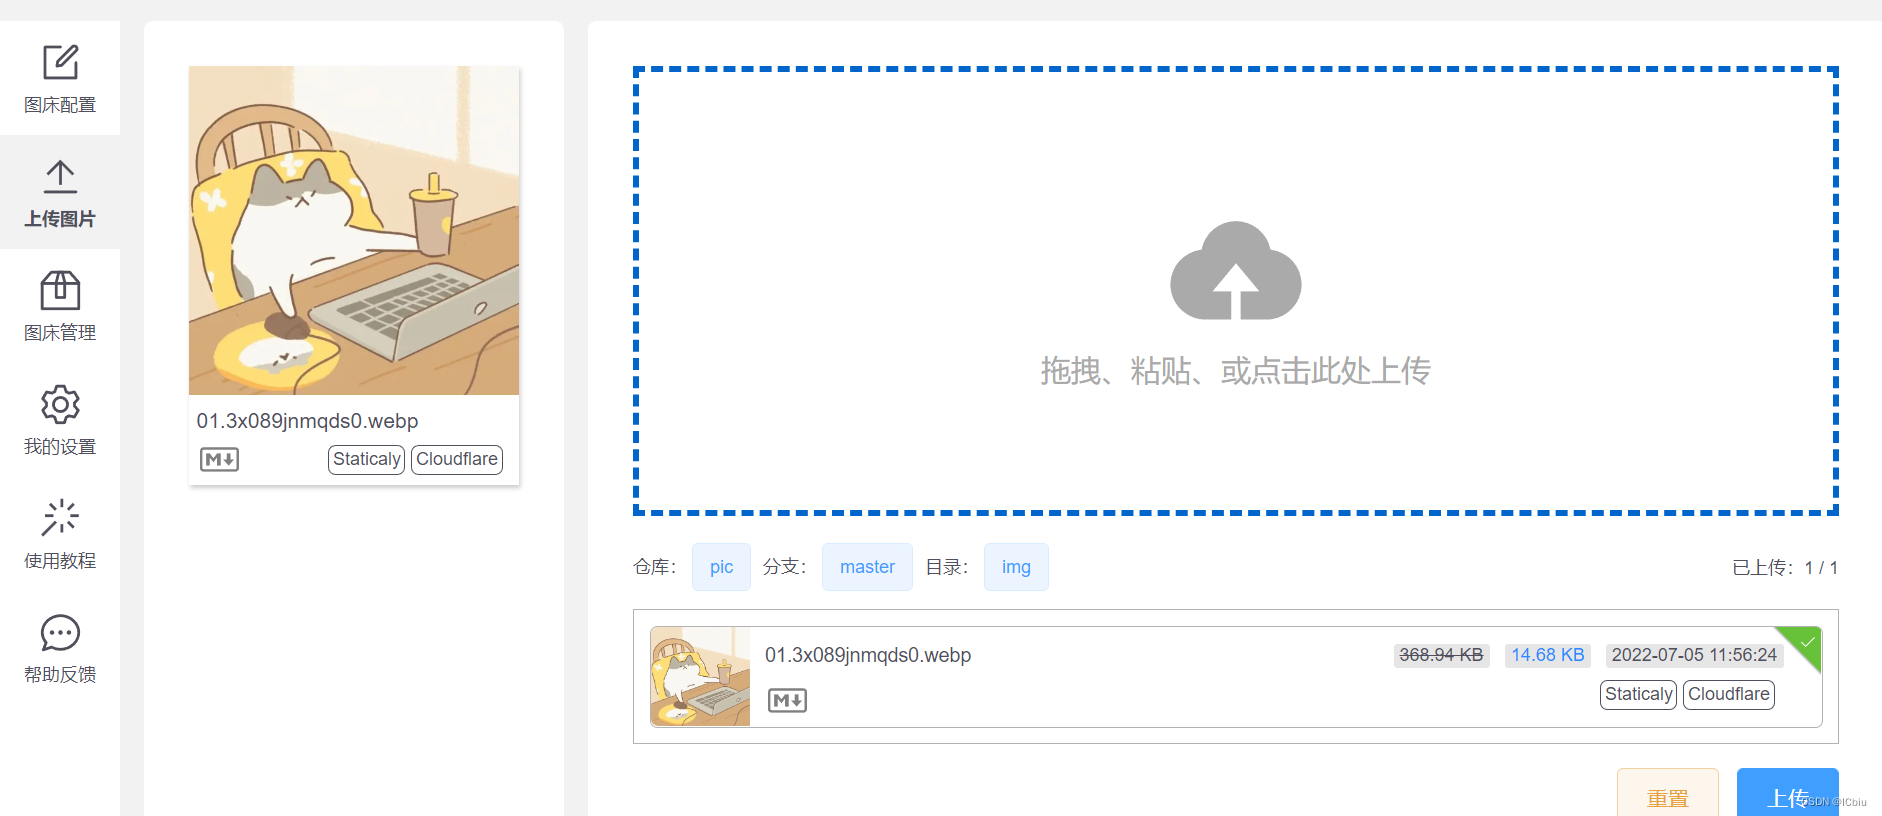 图床配置
上传图片
图床管理
我的设置
使用教程
帮助反馈
01.3x089jnmqds0.webp
M
Staticaly
Cloudflare
拖拽、粘贴、或点击此处上传
仓库： pic 分支： master 目录： img
已上传：1 / 1
01.3x089jnmqds0.webp
368.94 KB 14.68 KB 2022-07-05 11:56:24
M
Staticaly
Cloudflare
重置
上传
CSDN @ICbiu